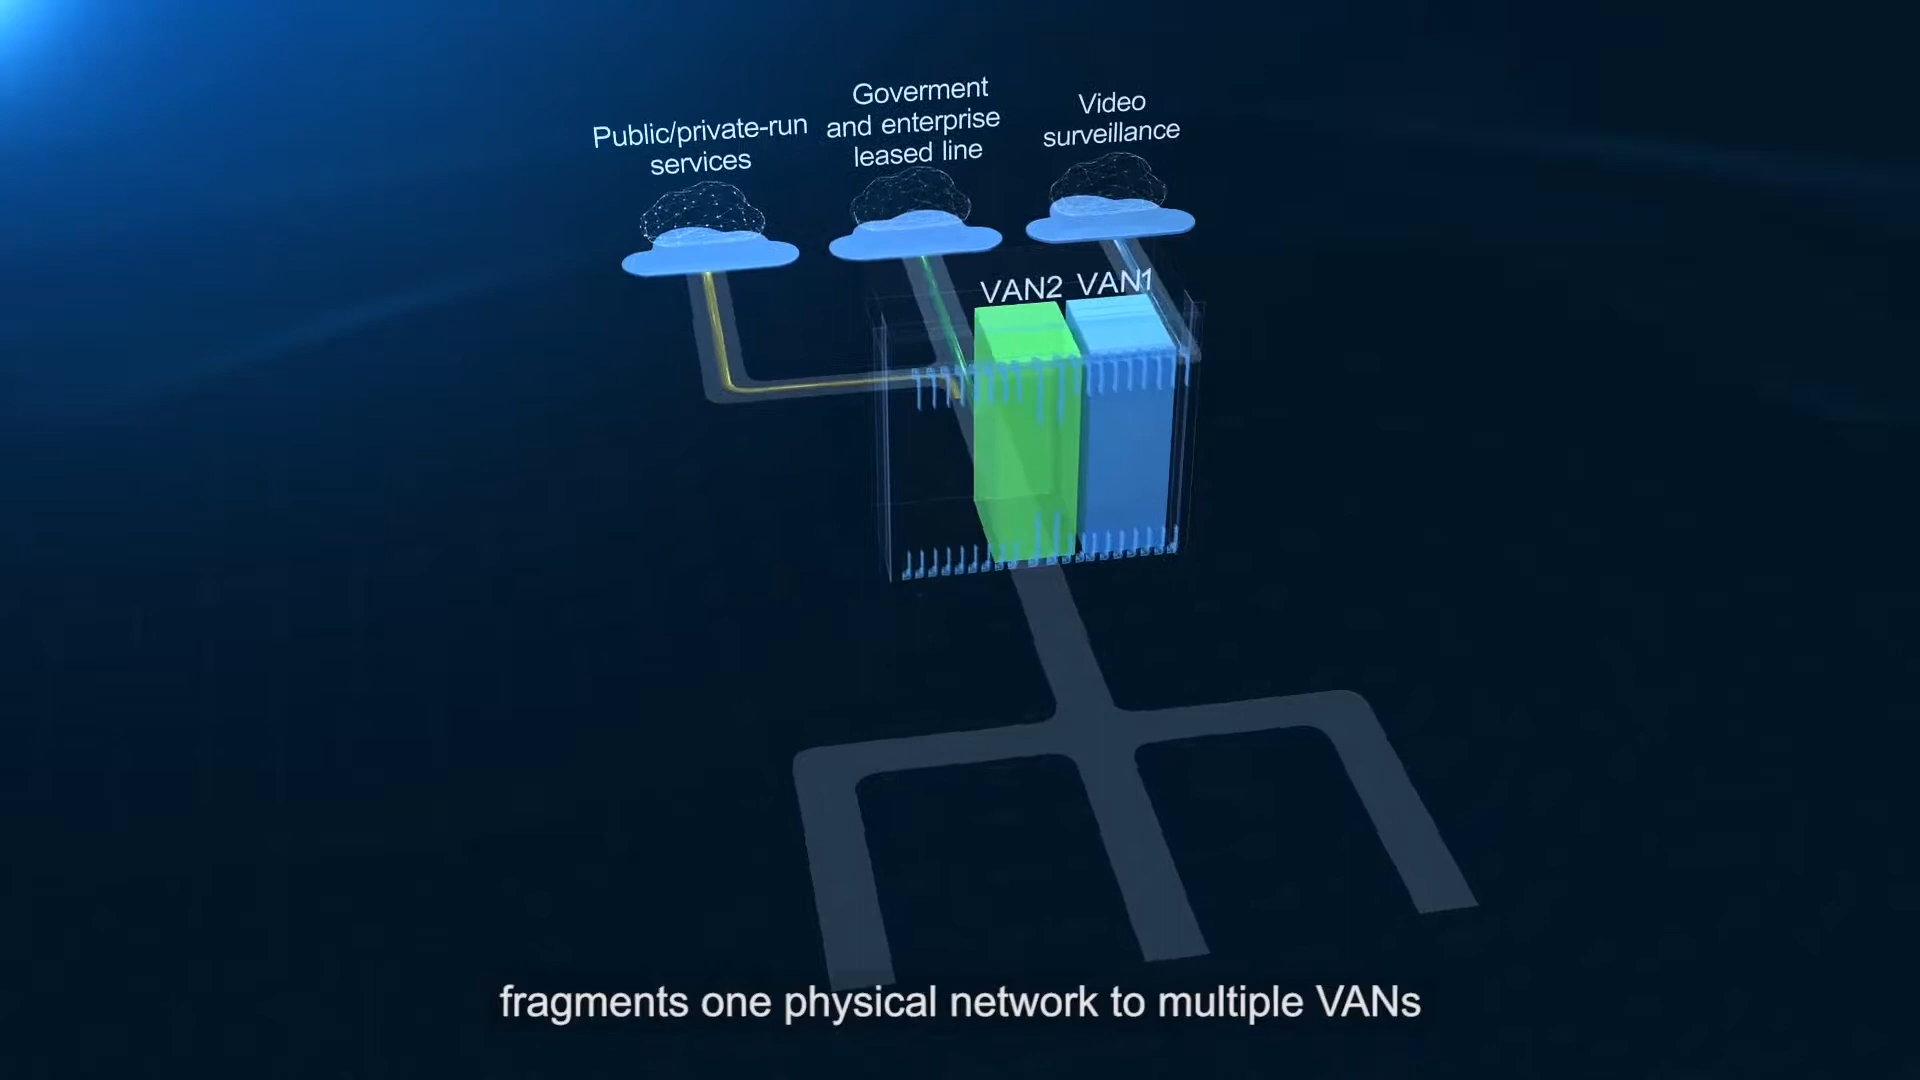 Public/private-run
services
Goverment
and enterprise
leased line
Video
surveillance
VAN2
VAN1
fragments one physical network to multiple VANs